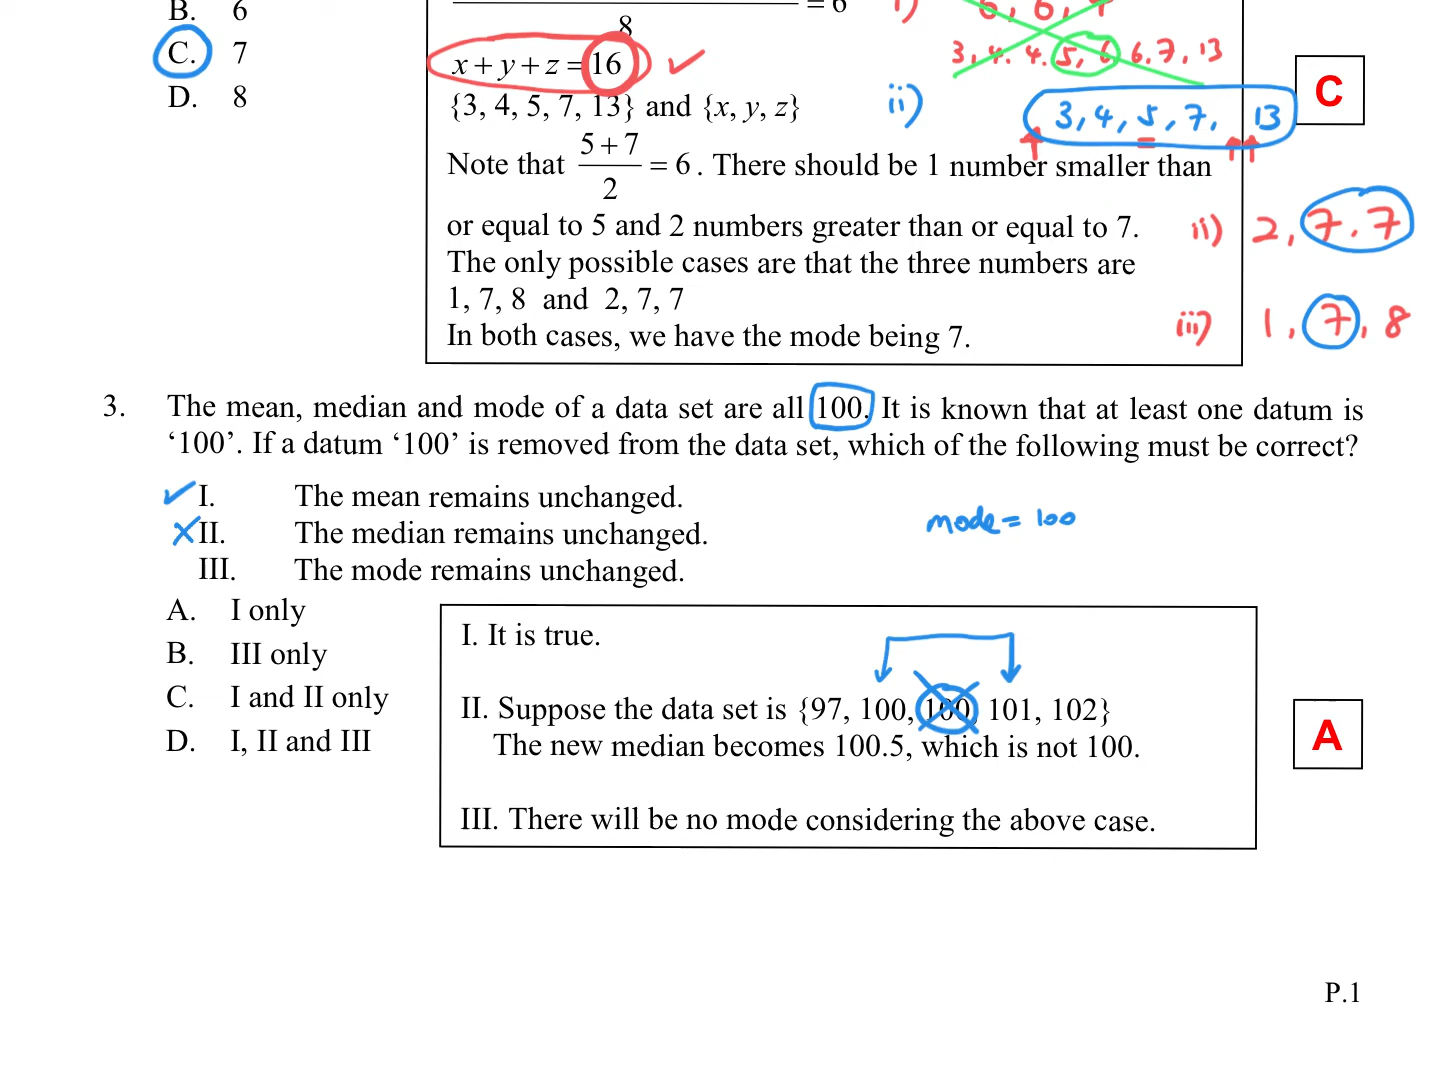 B. 6
C. 7
D. 8
8
= 6
x + y + z = 16
{3, 4, 5, 7, 13} and {x, y, z}
Note that 5 + 7 / 2 = 6. There should be 1 number smaller than
or equal to 5 and 2 numbers greater than or equal to 7.
The only possible cases are that the three numbers are
1, 7, 8 and 2, 7, 7
In both cases, we have the mode being 7.
i)
3, 4, 4, 5, 6, 6, 7, 13
ii) 3, 4, 5, 7, 13
C
ii) 2, 7, 7
iii) 1, 7, 8
3. The mean, median and mode of a data set are all 100. It is known that at least one datum is
‘100’. If a datum ‘100’ is removed from the data set, which of the following must be correct?
I. The mean remains unchanged.
II. The median remains unchanged.
III. The mode remains unchanged.
mode = 100
A. I only
B. III only
C. I and II only
D. I, II and III
I. It is true.
II. Suppose the data set is {97, 100, 100, 101, 102}
The new median becomes 100.5, which is not 100.
III. There will be no mode considering the above case.
A
P.1